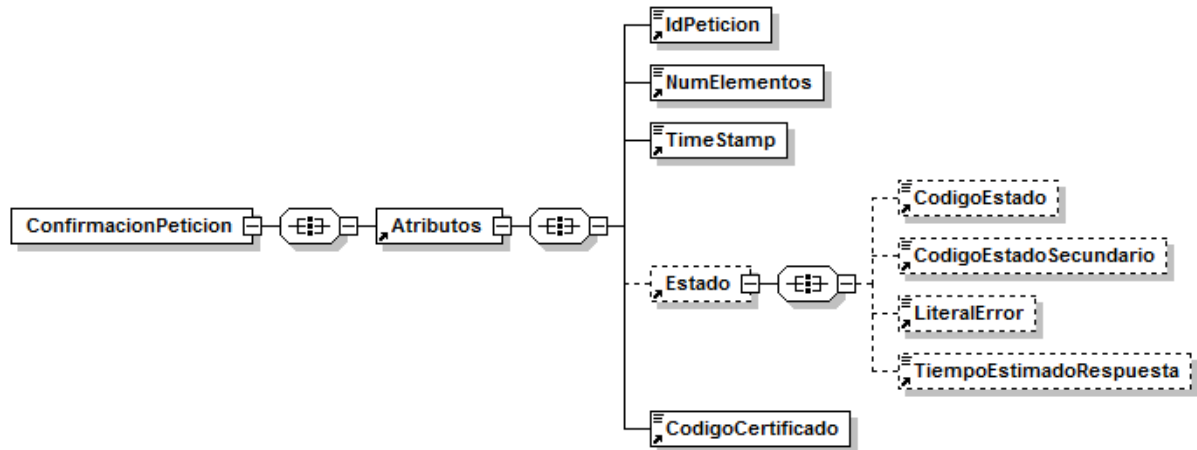 IdPeticion
NumElementos
TimeStamp
ConfirmacionPeticion
Atributos
Estado
CodigoEstado
CodigoEstadoSecundario
LiteralError
TiempoEstimadoRespuesta
CodigoCertificado